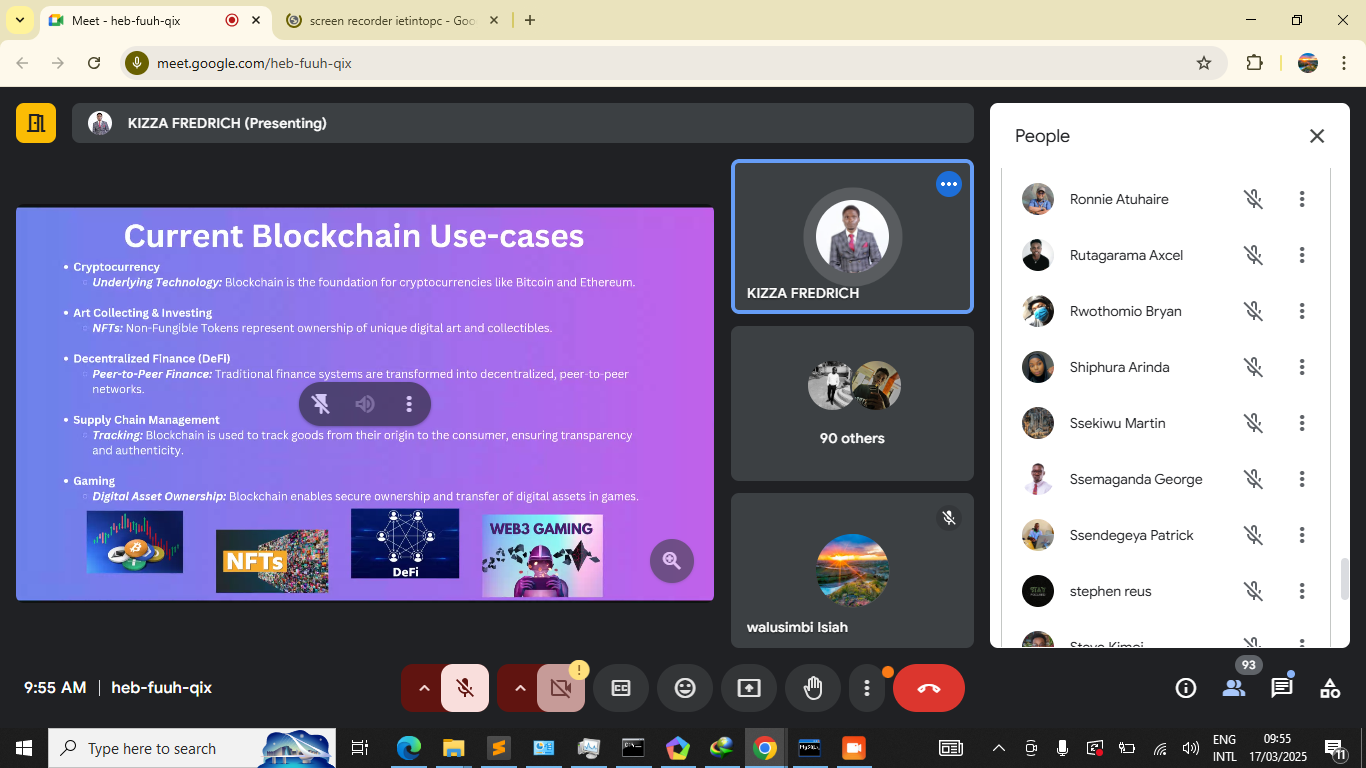 Meet - heb-fuuh-qix
screen recorder ietintopc - Goo
meet.google.com/heb-fuuh-qix
KIZZA FREDRICH (Presenting)
Current Blockchain Use-cases
• Cryptocurrency
◦ Underlying Technology: Blockchain is the foundation for cryptocurrencies like Bitcoin and Ethereum.
• Art Collecting & Investing
◦ NFTs: Non-Fungible Tokens represent ownership of unique digital art and collectibles.
• Decentralized Finance (DeFi)
◦ Peer-to-Peer Finance: Traditional finance systems are transformed into decentralized, peer-to-peer
networks.
• Supply Chain Management
◦ Tracking: Blockchain is used to track goods from their origin to the consumer, ensuring transparency
and authenticity.
• Gaming
◦ Digital Asset Ownership: Blockchain enables secure ownership and transfer of digital assets in games.
NFTs
DeFi
WEB3 GAMING
KIZZA FREDRICH
90 others
walusimbi Isiah
People
Ronnie Atuhaire
Rutagarama Axcel
Rwothomio Bryan
Shiphura Arinda
Ssekiwu Martin
Ssemaganda George
Ssendegeya Patrick
stephen reus
Steve Kimei
9:55 AM | heb-fuuh-qix
93
Type here to search
MySQL
ENG
INTL
09:55
17/03/2025
11